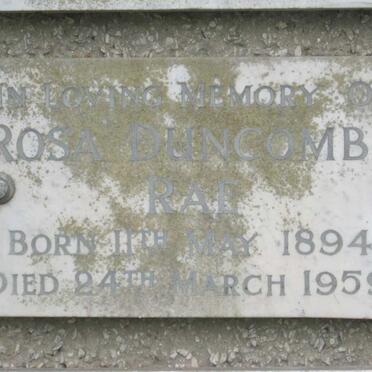 IN LOVING MEMORY O
ROSA DUNCOMB
RAE
BORN 11TH MAY 1894
DIED 24TH MARCH 1959